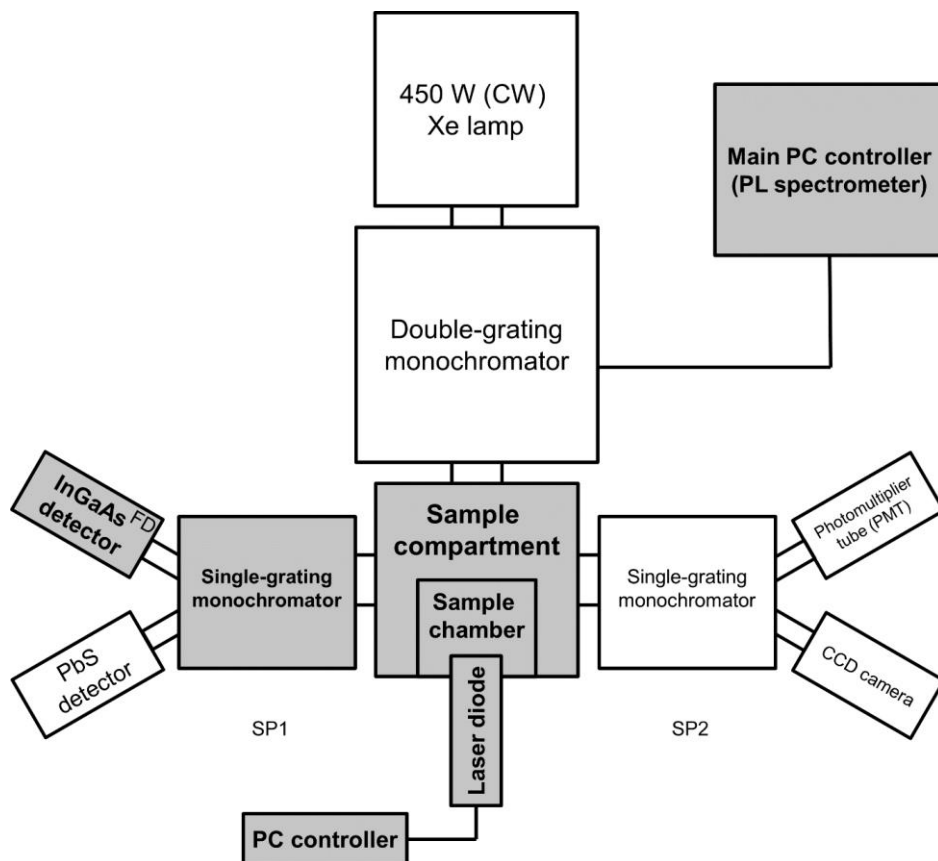 450 W (CW)
Xe lamp
Main PC controller
(PL spectrometer)
Double-grating
monochromator
InGaAs FD
detector
Single-grating
monochromator
PbS
detector
SP1
Sample
compartment
Sample
chamber
Laser diode
PC controller
Single-grating
monochromator
Photomultiplier
tube (PMT)
CCD camera
SP2